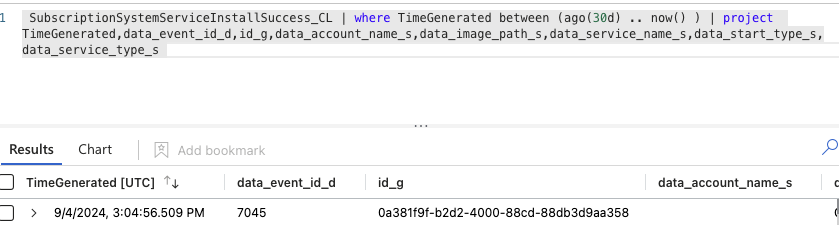 1 SubscriptionSystemServiceInstallSuccess_CL | where TimeGenerated between (ago(30d) .. now() ) | project
TimeGenerated,data_event_id_d,id_g,data_account_name_s,data_image_path_s,data_service_name_s,data_start_type_s,
data_service_type_s
...
Results Chart Add bookmark
TimeGenerated [UTC] ↑↓ data_event_id_d id_g data_account_name_s
> 9/4/2024, 3:04:56.509 PM 7045 0a381f9f-b2d2-4000-88cd-88db3d9aa358